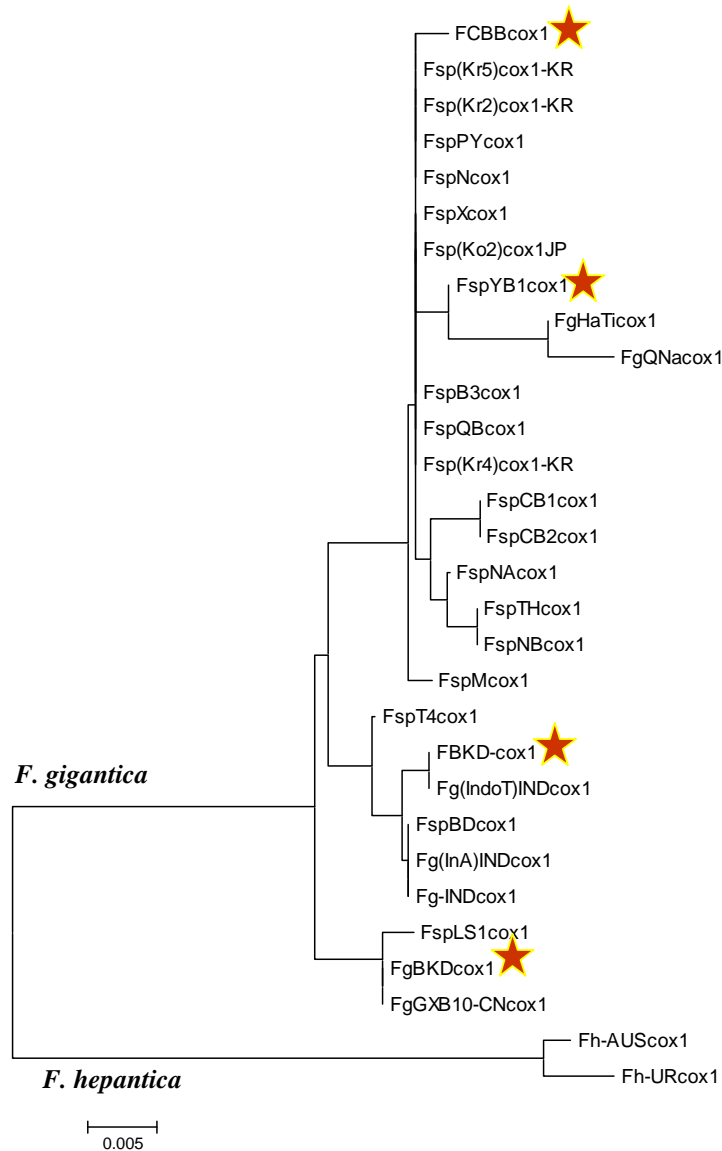 FCBBcox1
Fsp(Kr5)cox1-KR
Fsp(Kr2)cox1-KR
FspPYcox1
FspNcox1
FspXcox1
Fsp(Ko2)cox1JP
FspYB1cox1
FgHaTicox1
FgQNacox1
FspB3cox1
FspQBcox1
Fsp(Kr4)cox1-KR
FspCB1cox1
FspCB2cox1
FspNAcox1
FspTHcox1
FspNBcox1
FspMcox1
FspT4cox1
FBKD-cox1
F. gigantica
Fg(IndoT)INDcox1
FspBDcox1
Fg(InA)INDcox1
Fg-INDcox1
FspLS1cox1
FgBKDcox1
FgGXB10-CNcox1
Fh-AUScox1
Fh-URcox1
F. hepantica
0.005